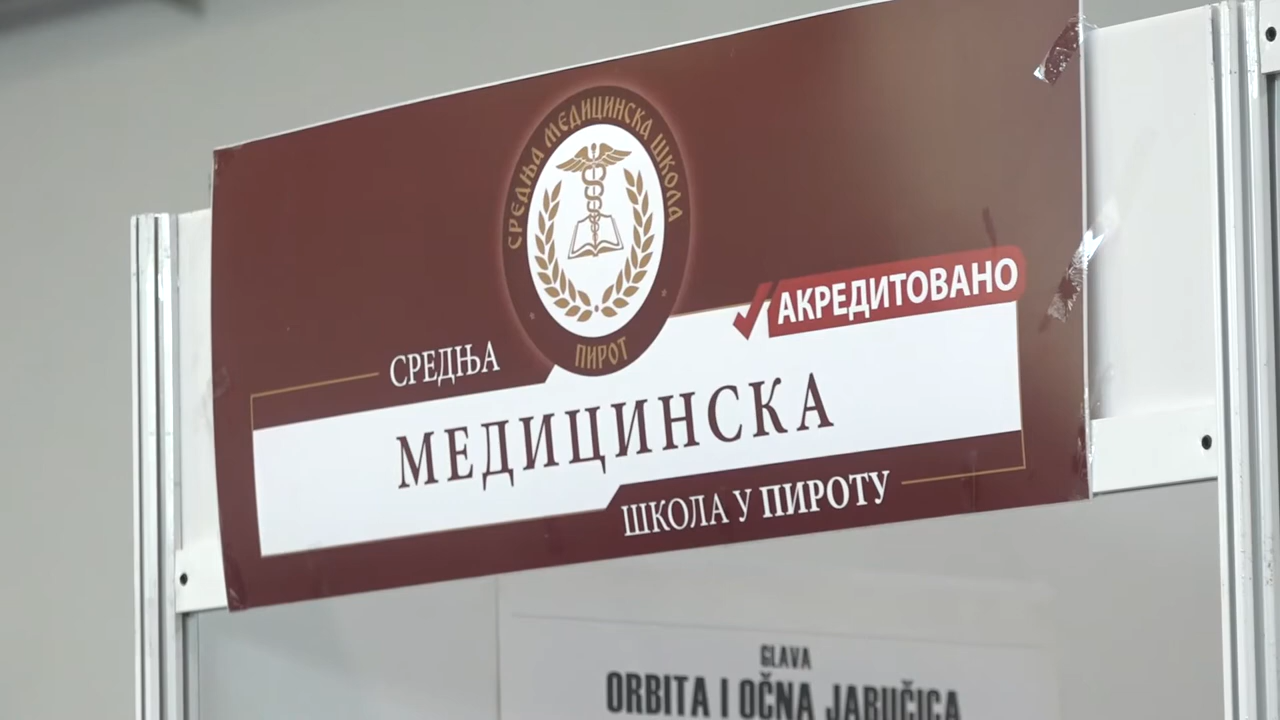 СРЕДЊА МЕДИЦИНСКА ШКОЛА
ПИРОТ
АКРЕДИТОВАНО
СРЕДЊА
МЕДИЦИНСКА
ШКОЛА У ПИРОТУ
GLAVA
ORBITA I OČNA JABUČICA